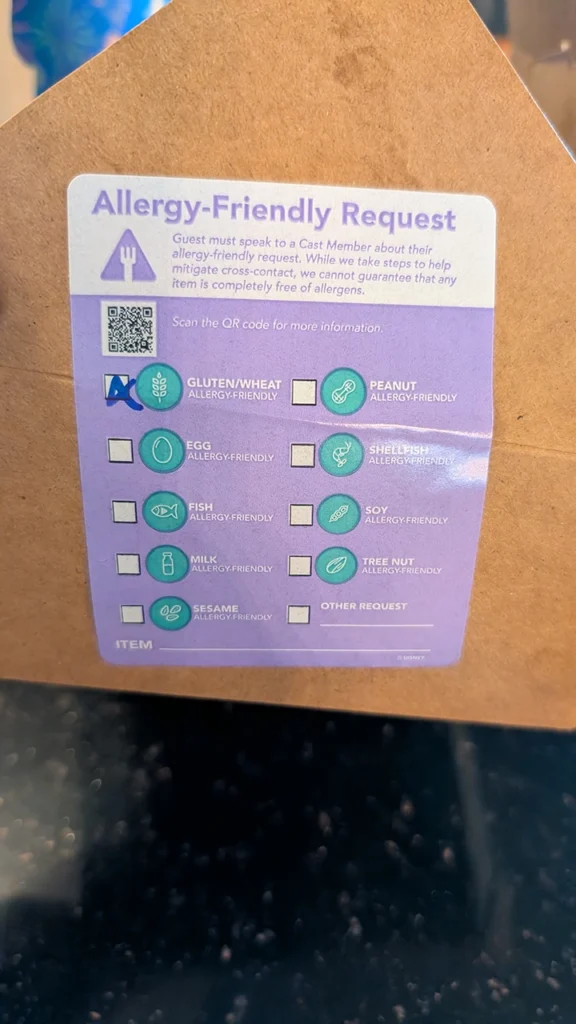 Allergy-Friendly Request
Guest must speak to a Cast Member about their
allergy-friendly request. While we take steps to help
mitigate cross-contact, we cannot guarantee that any
item is completely free of allergens.
Scan the QR code for more information.
GLUTEN/WHEAT
ALLERGY-FRIENDLY
PEANUT
ALLERGY-FRIENDLY
EGG
ALLERGY-FRIENDLY
SHELLFISH
ALLERGY-FRIENDLY
FISH
ALLERGY-FRIENDLY
SOY
ALLERGY-FRIENDLY
MILK
ALLERGY-FRIENDLY
TREE NUT
ALLERGY-FRIENDLY
SESAME
ALLERGY-FRIENDLY
OTHER REQUEST
ITEM